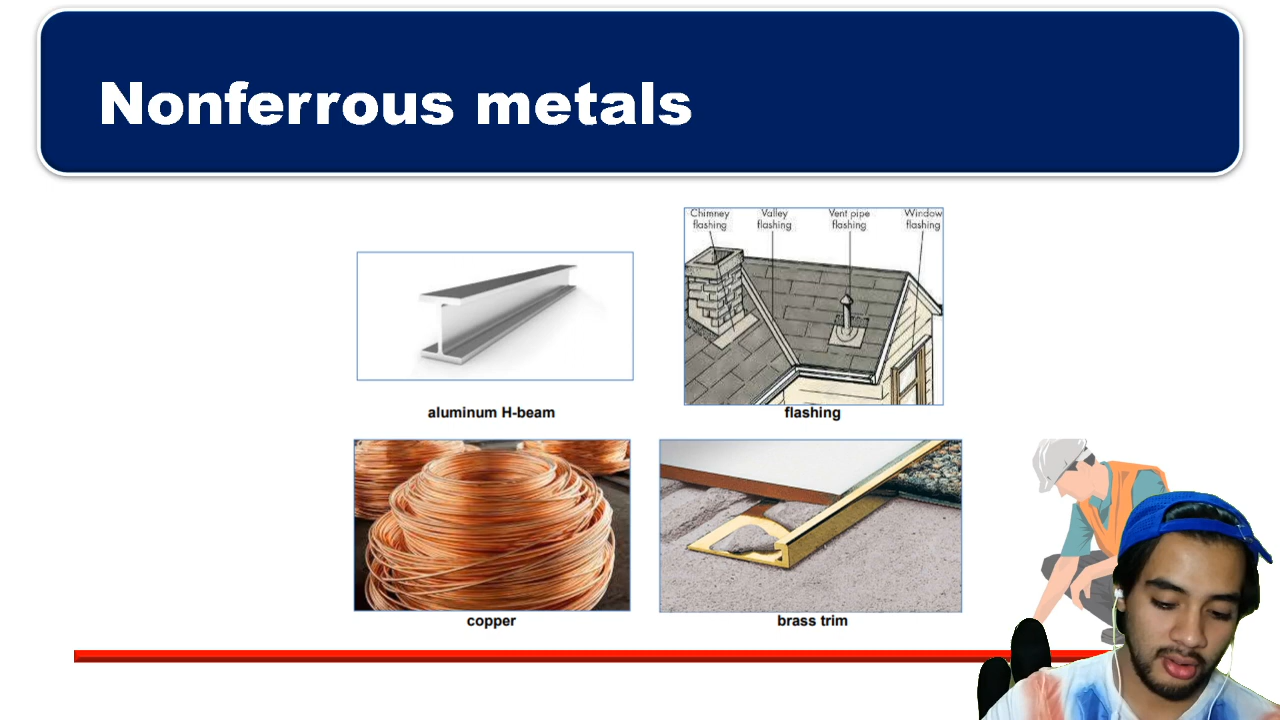 Nonferrous metals
Chimney flashing
Valley flashing
Vent pipe flashing
Window flashing
aluminum H-beam
flashing
copper
brass trim